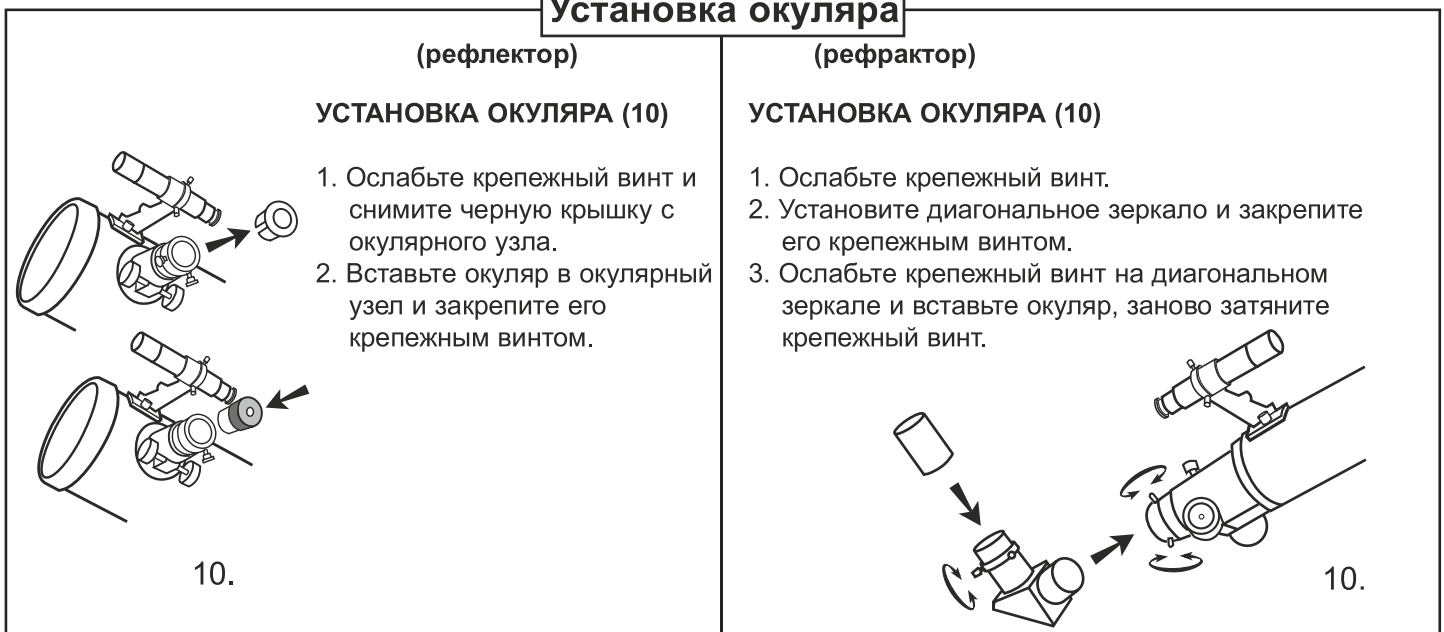 Установка окуляра
(рефлектор)
УСТАНОВКА ОКУЛЯРА (10)
1. Ослабьте крепежный винт и
снимите черную крышку с
окулярного узла.
2. Вставьте окуляр в окулярный
узел и закрепите его
крепежным винтом.
10.
(рефрактор)
УСТАНОВКА ОКУЛЯРА (10)
1. Ослабьте крепежный винт.
2. Установите диагональное зеркало и закрепите
его крепежным винтом.
3. Ослабьте крепежный винт на диагональном
зеркале и вставьте окуляр, заново затяните
крепежный винт.
10.